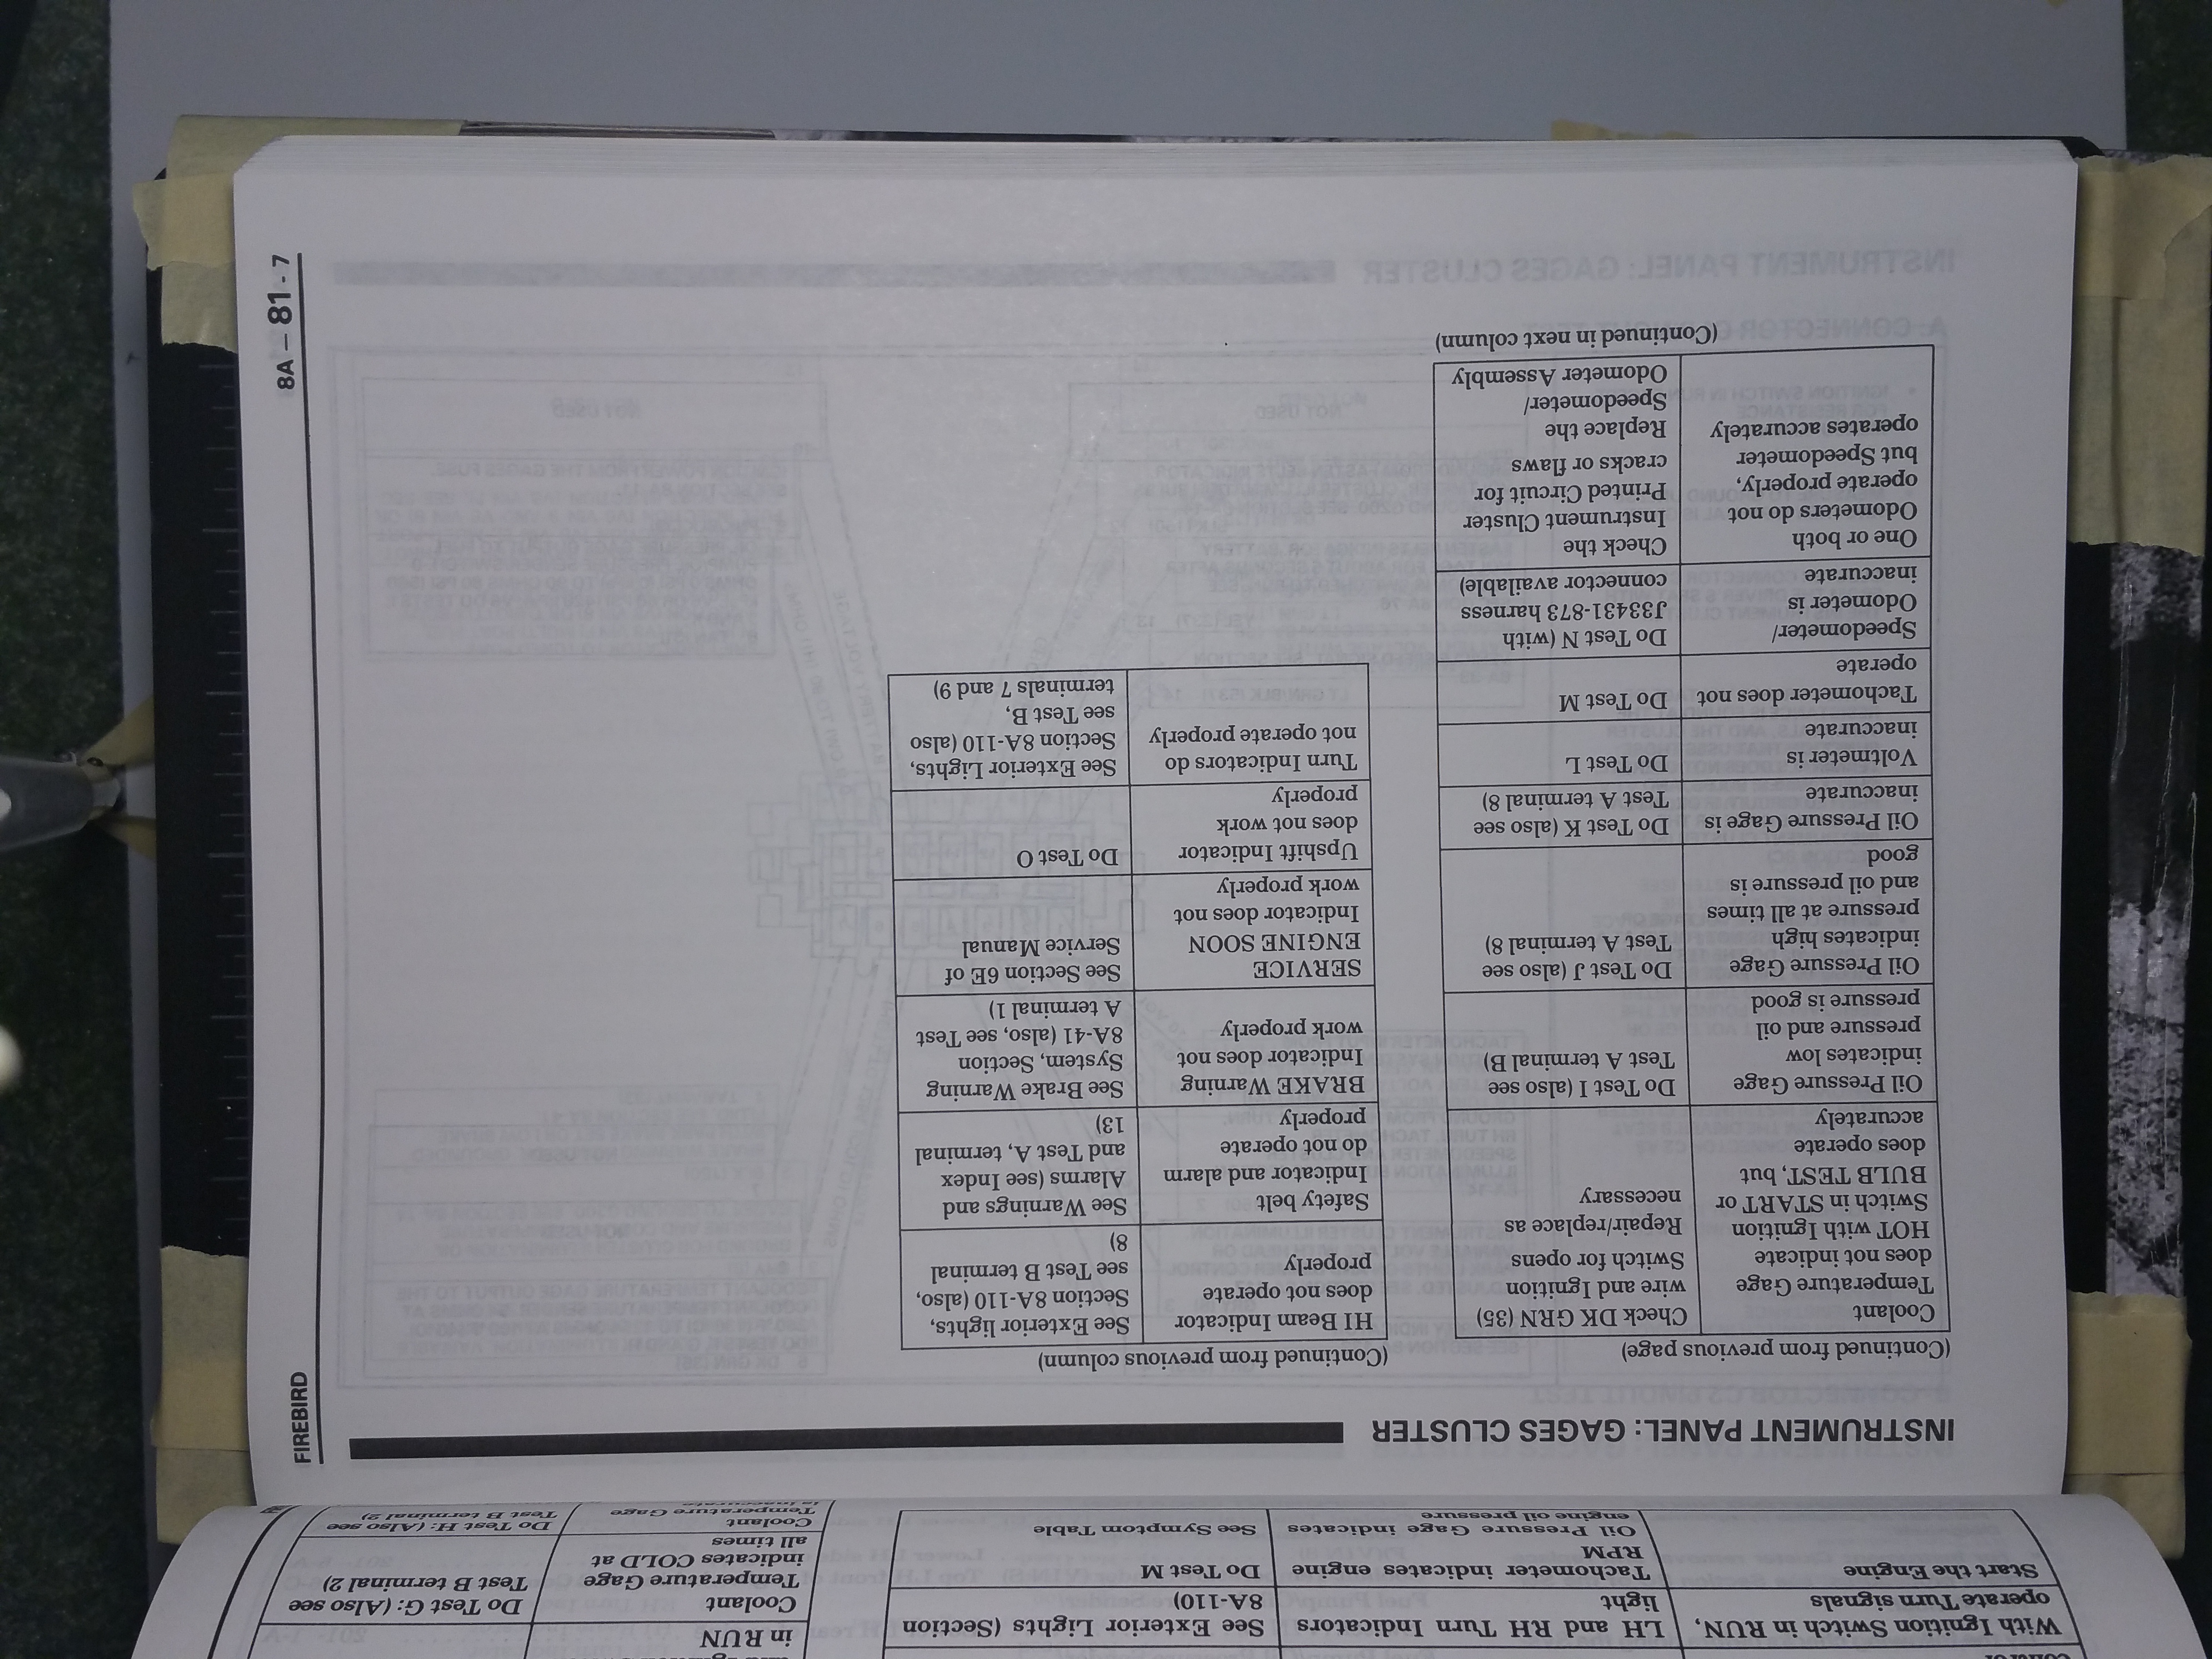 INSTRUMENT PANEL: GAGES CLUSTER
(Continued from previous page)
Coolant
Temperature Gage
does not indicate
HOT with Ignition
Switch in START or
BULB TEST, but
does operate
accurately
Check DK GRN (35)
wire and Ignition
Switch for opens
Repair/replace as
necessary
Oil Pressure Gage
indicates low
pressure and oil
pressure is good
Do Test I (also see
Test A terminal B)
Oil Pressure Gage
indicates high
pressure at all times
and oil pressure is
good
Do Test J (also see
Test A terminal 8)
Oil Pressure Gage is
inaccurate
Do Test K (also see
Test A terminal 8)
Voltmeter is
inaccurate
Do Test L
Tachometer does not
operate
Do Test M
Speedometer/
Odometer is
inaccurate
Do Test N (with
J33431-873 harness
connector available)
One or both
Odometers do not
operate properly,
but Speedometer
operates accurately
Check the
Instrument Cluster
Printed Circuit for
cracks or flaws
Replace the
Speedometer/
Odometer Assembly
(Continued in next column)
(Continued from previous column)
HI Beam Indicator
does not operate
properly
See Exterior lights,
Section 8A-110 (also,
see Test B terminal
8)
Safety belt
Indicator and alarm
do not operate
properly
See Warnings and
Alarms (see Index
and Test A, terminal
13)
BRAKE Warning
Indicator does not
work properly
See Brake Warning
System, Section
8A-41 (also, see Test
A terminal 1)
SERVICE
ENGINE SOON
Indicator does not
work properly
See Section 6E of
Service Manual
Upshift Indicator
does not work
properly
Do Test O
Turn Indicators do
not operate properly
See Exterior Lights,
Section 8A-110 (also
see Test B,
terminals 7 and 9)
FIREBIRD
8A – 81 - 7
With Ignition Switch in RUN,
operate Turn signals
LH and RH Turn Indicators
light
See Exterior Lights (Section
8A-110)
Start the Engine
Tachometer indicates engine
RPM
Do Test M
Oil Pressure Gage indicates
engine oil pressure
See Symptom Table
in RUN
Coolant
Temperature Gage
indicates COLD at
all times
Do Test G: (Also see
Test B terminal 2)
Coolant
Temperature Gage
is inaccurate
Do Test H: (Also see
Test B terminal 2)